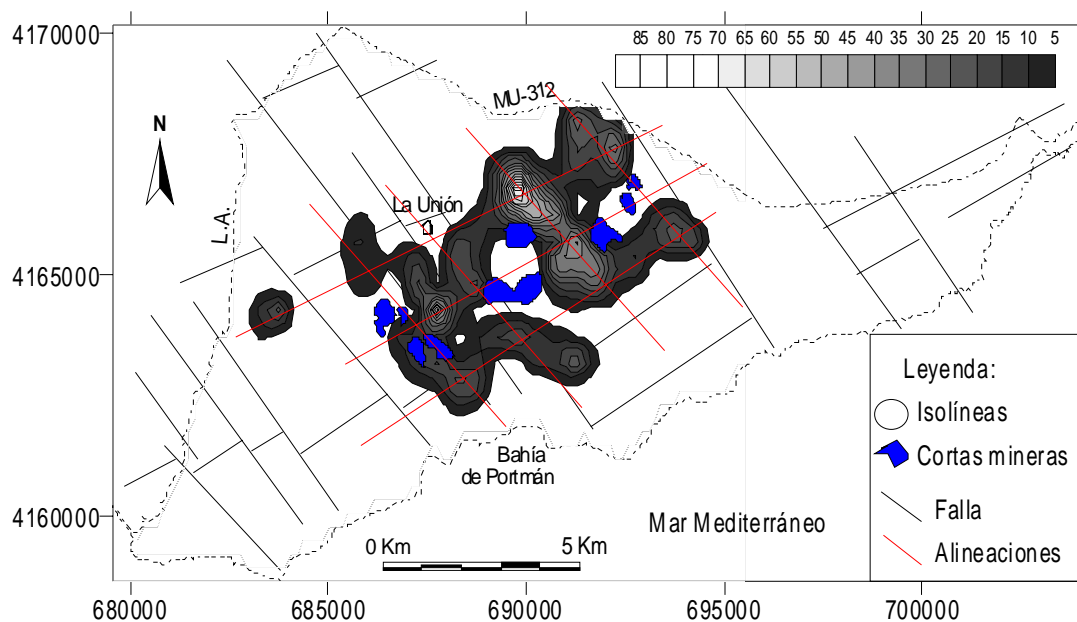 4170000
4165000
4160000
85 80 75 70 65 60 55 50 45 40 35 30 25 20 15 10 5
MU-312
N
La Unión
L.A.
Leyenda:
Isolíneas
Cortas mineras
Falla
Alineaciones
Bahía
de Portmán
Mar Mediterráneo
0 Km 5 Km
680000 685000 690000 695000 700000